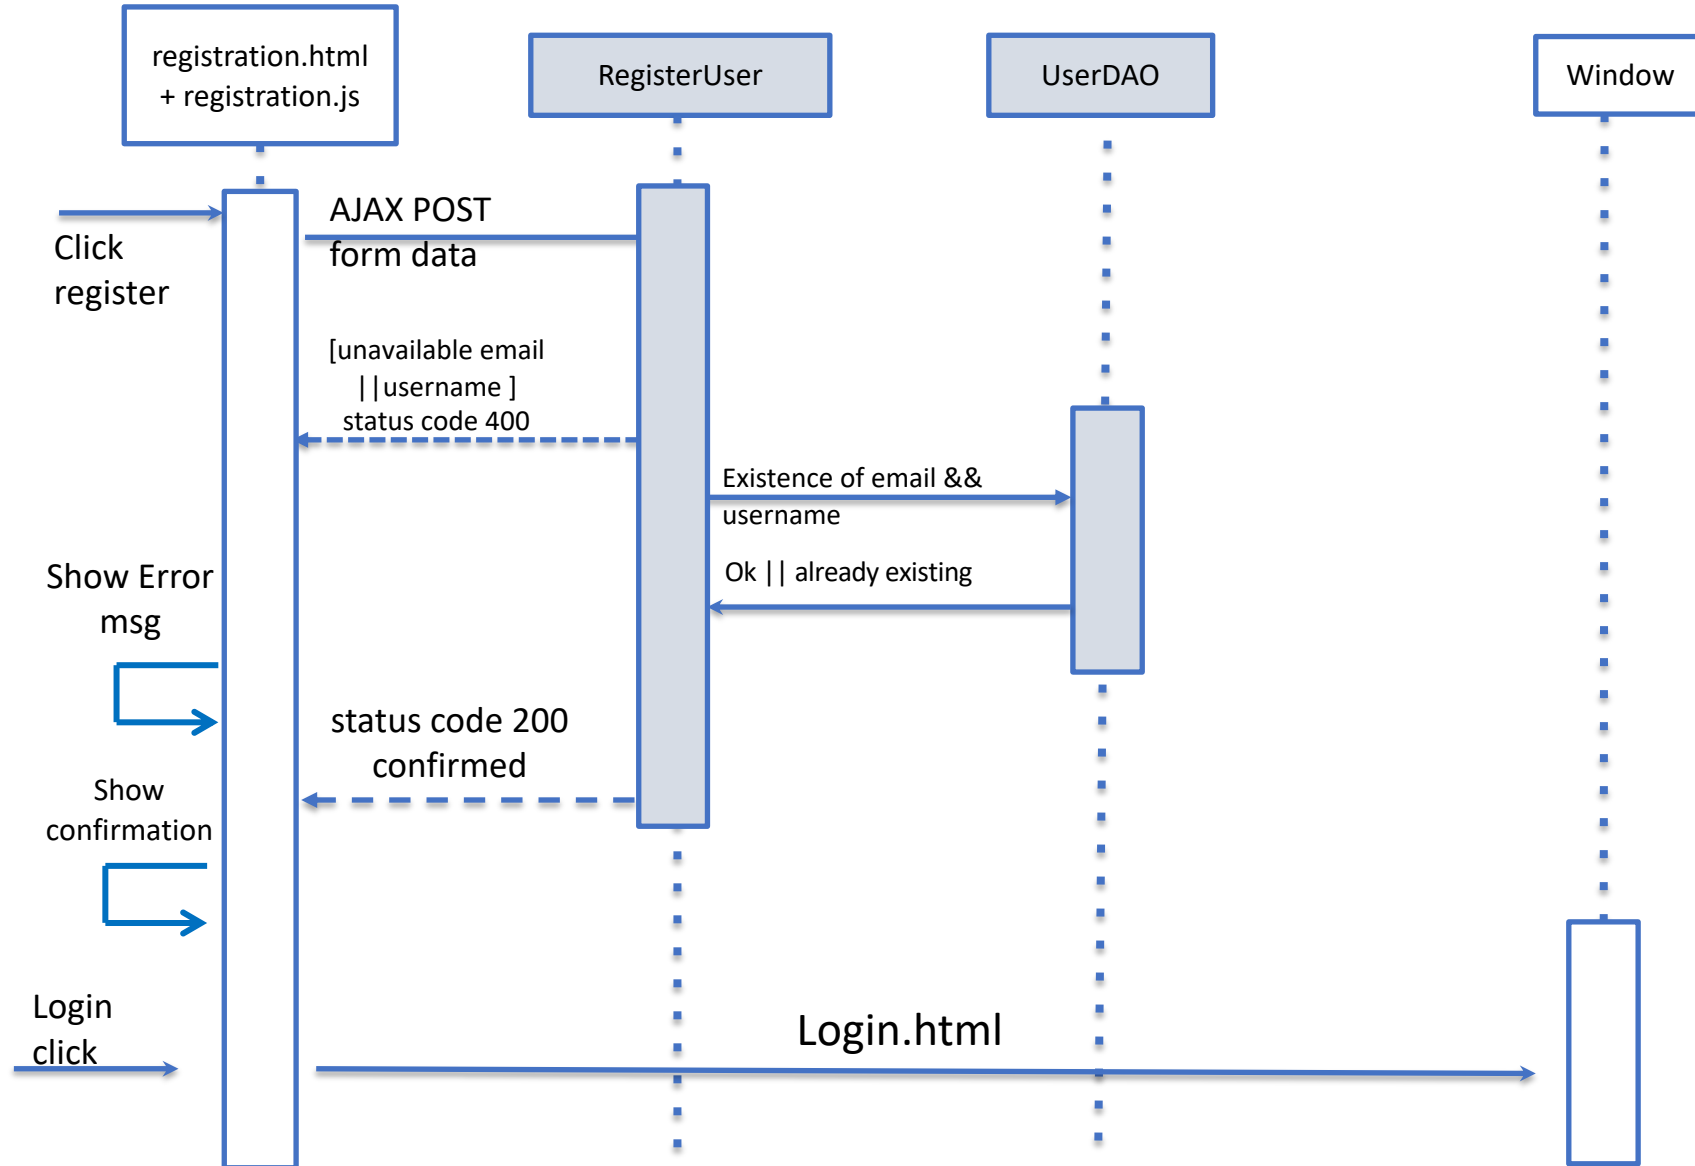 registration.html
+ registration.js
RegisterUser
UserDAO
Window
AJAX POST
form data
Click
register
[unavailable email
||username ]
status code 400
Existence of email &&
username
Ok || already existing
Show Error
msg
status code 200
confirmed
Show
confirmation
Login
click
Login.html